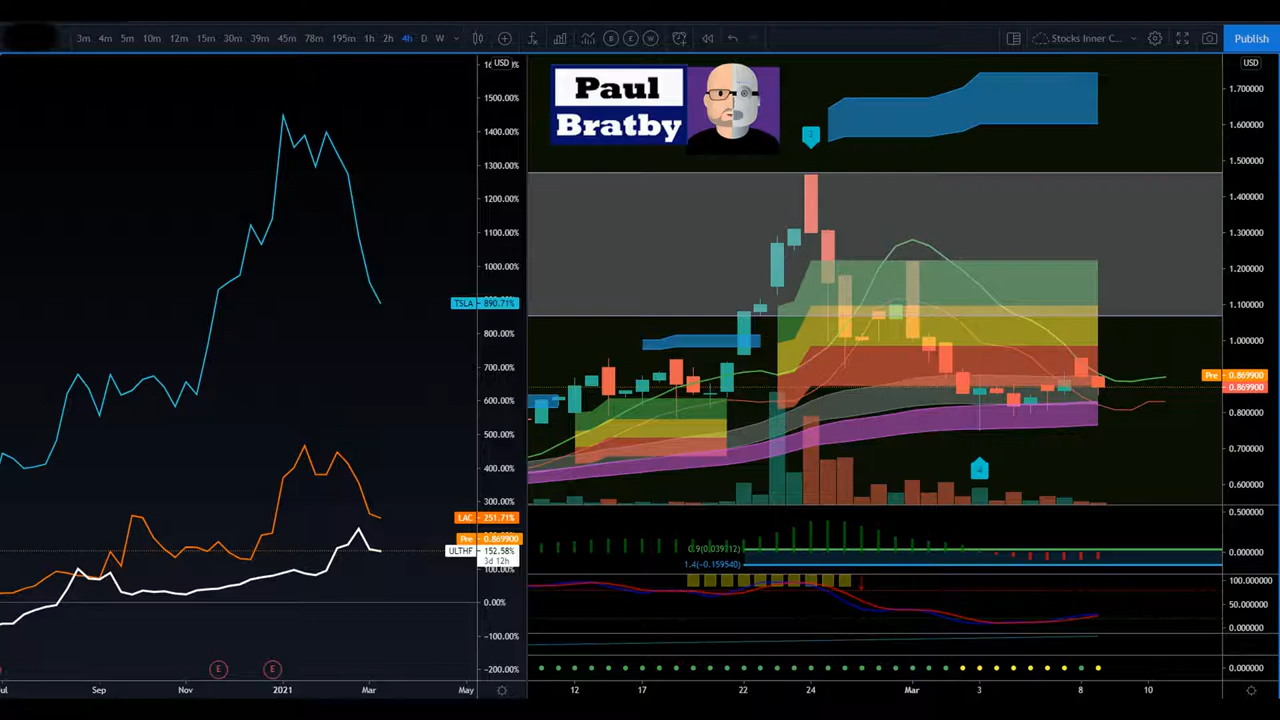 3m 4m 5m 10m 12m 15m 30m 39m 45m 78m 195m 1h 2h 4h D W
B E W
Stocks Inner C...
Publish
USD
1500.00%
1400.00%
1300.00%
1200.00%
1000.00%
800.00%
600.00%
500.00%
400.00%
300.00%
100.00%
0.00%
-100.00%
-200.00%
TSLA 890.71%
LAC 251.71%
Pre 0.869900
ULTHF 152.58%
3d 12h
E E
ul Sep Nov 2021 Mar May
Paul
Bratby
USD
1.700000
1.600000
1.500000
1.400000
1.300000
1.200000
1.100000
1.000000
Pre 0.869900
0.869900
0.800000
0.700000
0.600000
0.500000
0.9(0.039712)
0.000000
1.4(-0.159540)
100.000000
50.000000
0.000000
0.000000
12 17 22 24 Mar 3 8 10